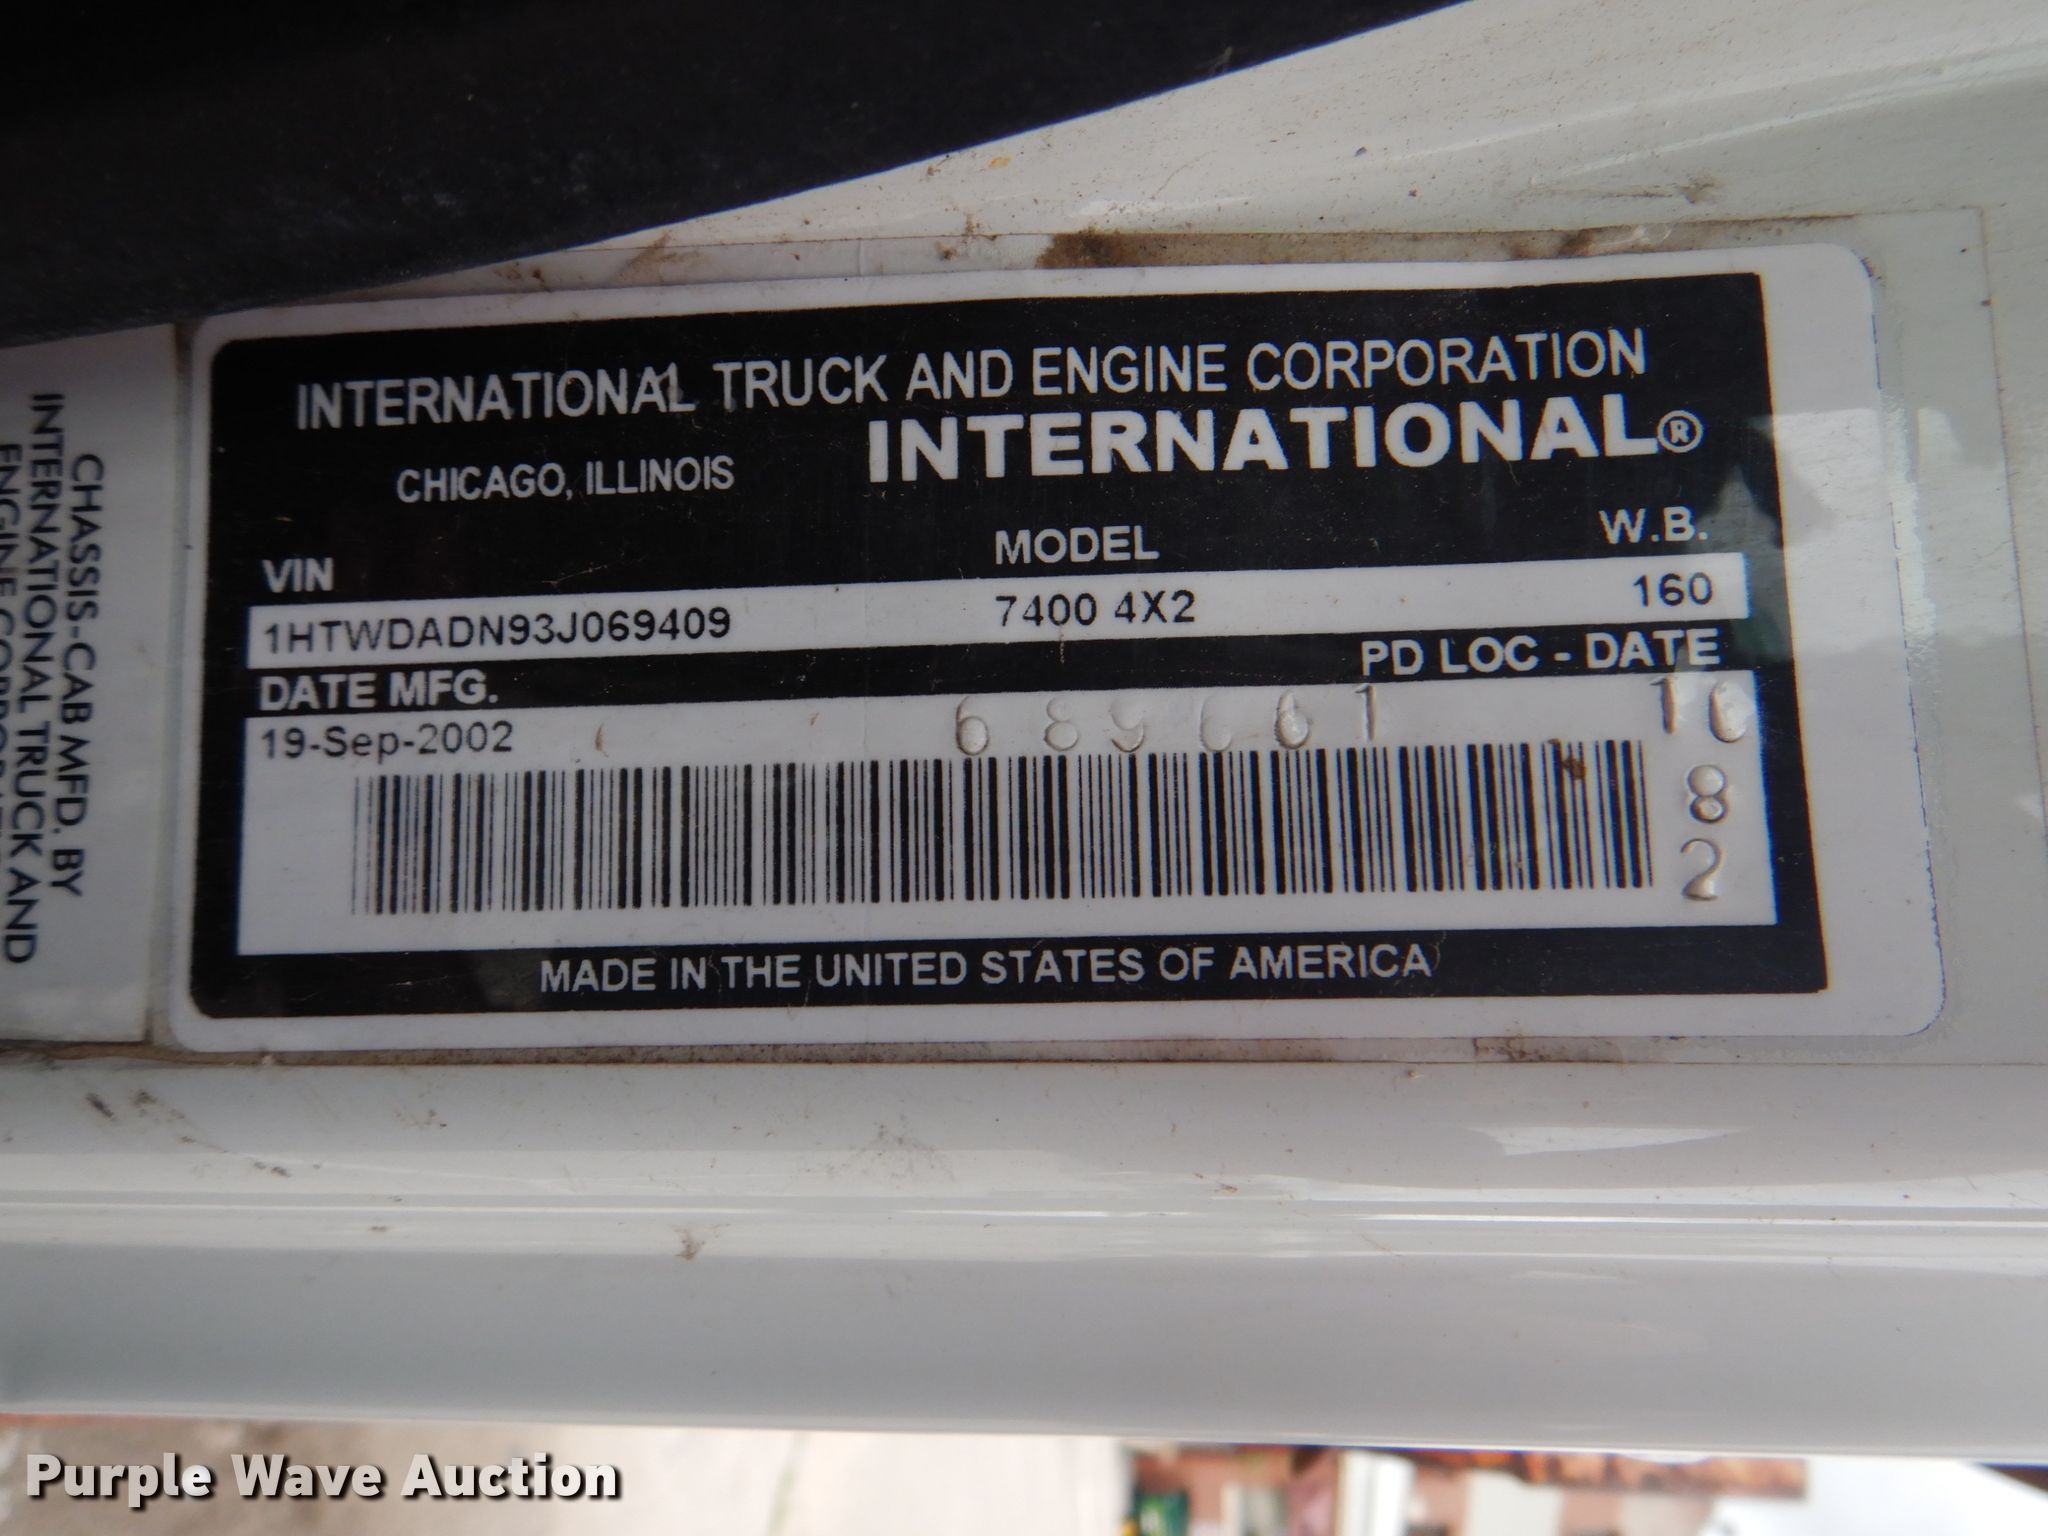 INTERNATIONAL TRUCK AND ENGINE CORPORATION
CHICAGO, ILLINOIS
INTERNATIONAL®
VIN
MODEL
W.B.
1HTWDADN93J069409
7400 4X2
160
DATE MFG.
PD LOC - DATE
19-Sep-2002
8
2
MADE IN THE UNITED STATES OF AMERICA
CHASSIS-CAB MFD. BY
INTERNATIONAL TRUCK AND
Purple Wave Auction